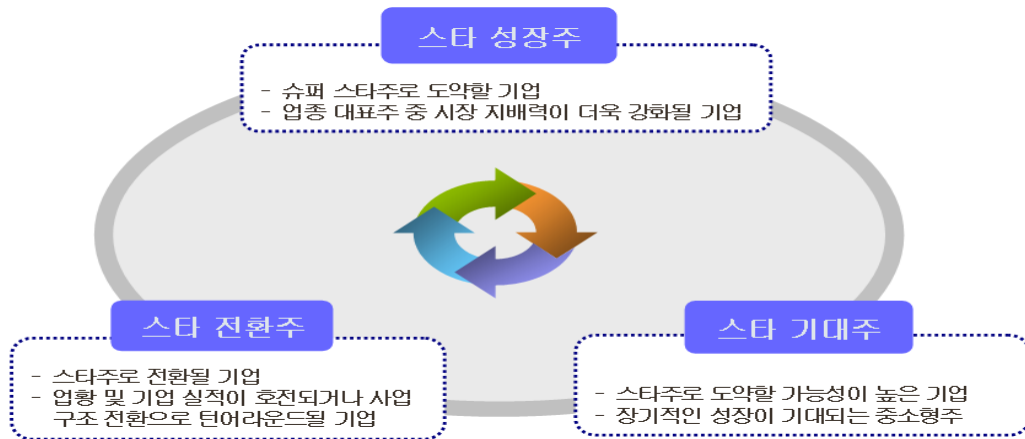 스타 성장주
- 슈퍼 스타주로 도약할 기업
- 업종 대표주 중 시장 지배력이 더욱 강화될 기업
스타 전환주
- 스타주로 전환될 기업
- 업황 및 기업 실적이 호전되거나 사업
구조 전환으로 턴어라운드될 기업
스타 기대주
- 스타주로 도약할 가능성이 높은 기업
- 장기적인 성장이 기대되는 중소형주